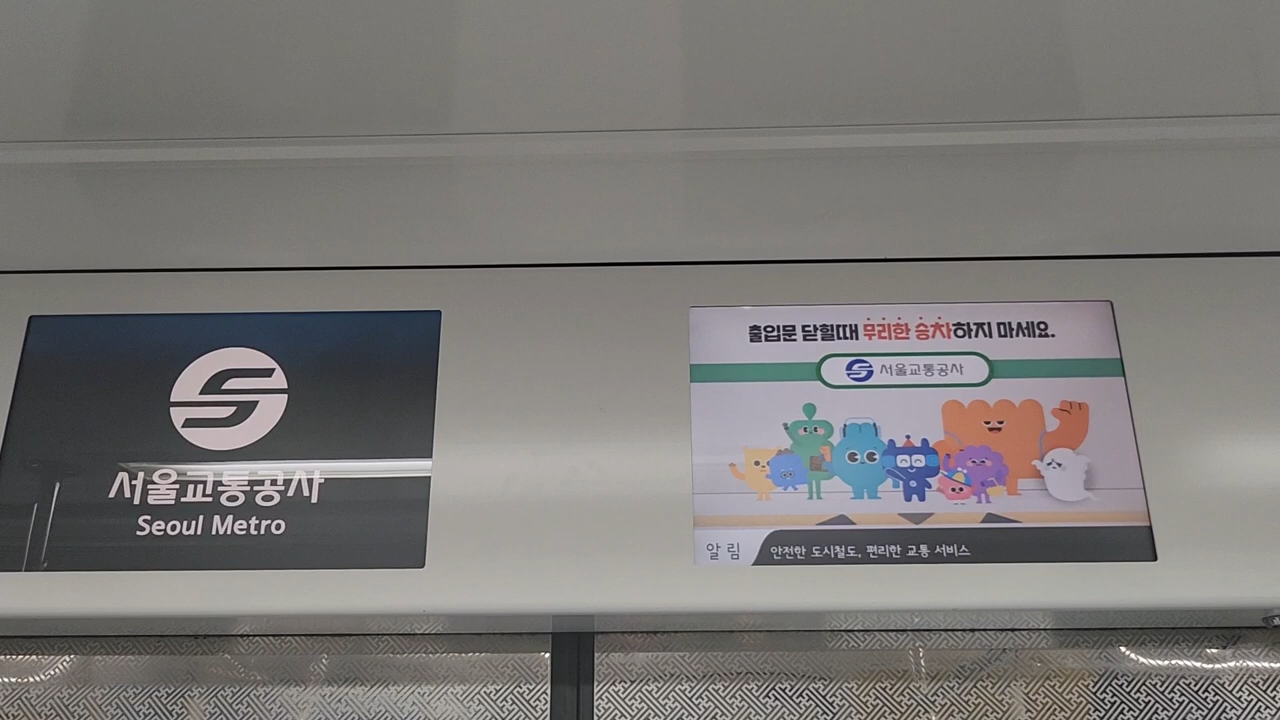 서울교통공사
Seoul Metro
출입문 닫힐때 무리한 승차하지 마세요.
서울교통공사
알림
안전한 도시철도, 편리한 교통 서비스